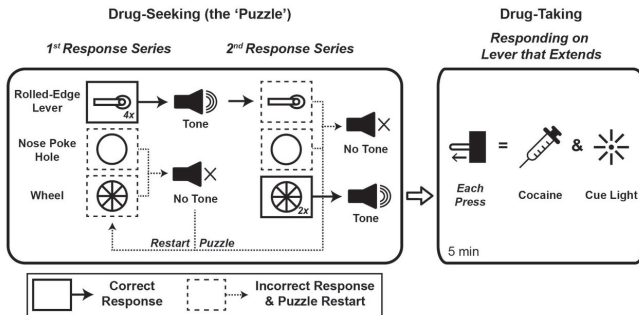 Drug-Seeking (the ‘Puzzle’)
Drug-Taking
1st Response Series
2nd Response Series
Responding on
Lever that Extends
Rolled-Edge
Lever
4x
Tone
No Tone
Nose Poke
Hole
Wheel
No Tone
2x
Tone
Restart Puzzle
=
&
Each
Press
Cocaine
Cue Light
5 min
Correct
Response
Incorrect Response
& Puzzle Restart